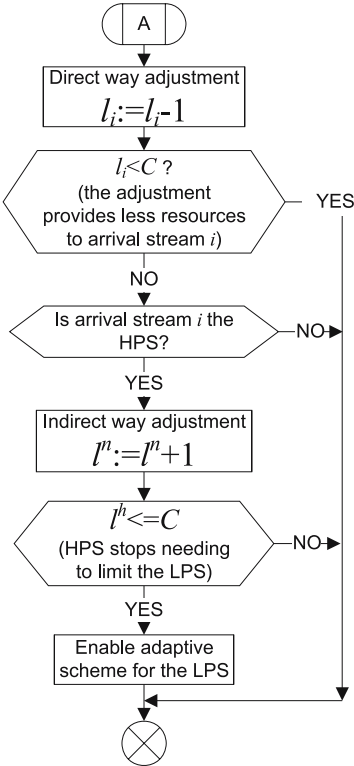 A
Direct way adjustment
lᵢ:=lᵢ-1
lᵢ<C ?
(the adjustment
provides less resources
to arrival stream i)
YES
NO
Is arrival stream i the
HPS?
NO
YES
Indirect way adjustment
lⁿ:=lⁿ+1
lʰ<=C
(HPS stops needing
to limit the LPS)
NO
YES
Enable adaptive
scheme for the LPS